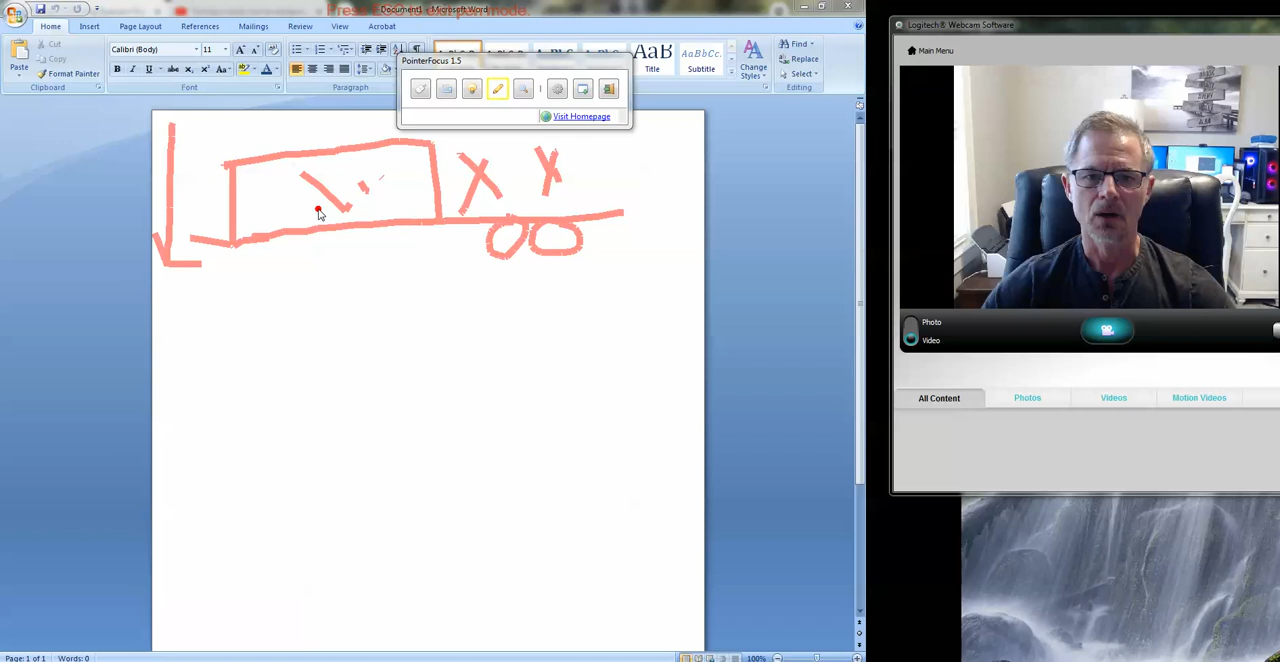 Document1 - Microsoft Word
Press ESC to exit pen mode.
Home Insert Page Layout References Mailings Review View Acrobat
Paste
Cut
Copy
Format Painter
Clipboard
Calibri (Body) 11
Font
Paragraph
Title
AaBbCc.
Subtitle
Change Styles
Find
Replace
Select
Editing
PointerFocus 1.5
Visit Homepage
X X
Page: 1 of 1 Words: 0
100%
Logitech® Webcam Software
Main Menu
Photo
Video
All Content Photos Videos Motion Videos